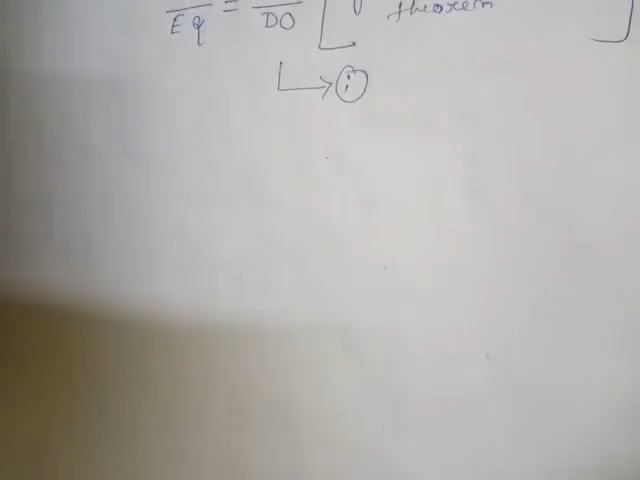 EQ = DO [ theorem ]
↳ (i)